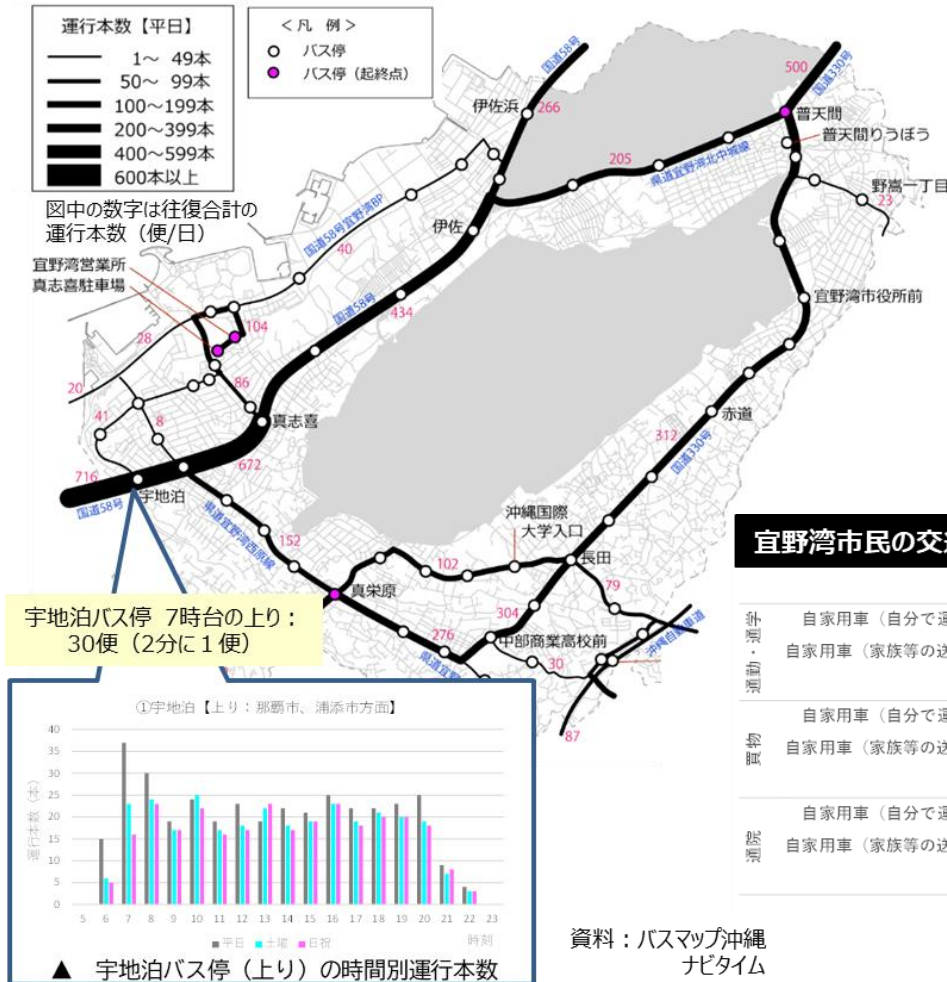 運行本数【平日】
1～ 49本
50～ 99本
100～199本
200～399本
400～599本
600本以上
＜凡 例＞
バス停
バス停（起終点）
図中の数字は往復合計の
運行本数（便/日）
国道58号
伊佐浜
266
500
国道330号
普天間
普天間りうぼう
205
県道宜野湾北中城線
野嵩一丁目
23
国道58号宜野湾BP
40
伊佐
宜野湾営業所
真志喜駐車場
104
国道58号
434
宜野湾市役所前
28
20
86
41
8
真志喜
赤道
312
国道330号
716
672
国道58号
宇地泊
県道宜野湾西原線
152
沖縄国際
大学入口
102
長田
79
真栄原
304
276
中部商業高校前
沖縄自動車道
30
87
県道宜野
宇地泊バス停 7時台の上り：
30便（2分に１便）
①宇地泊【上り：那覇市、浦添市方面】
運行本数（本）
40
35
30
25
20
15
10
5
0
5 6 7 8 9 10 11 12 13 14 15 16 17 18 19 20 21 22 23
■平日 ■土曜 ■日祝 時刻
▲ 宇地泊バス停（上り）の時間別運行本数
宜野湾市民の交
通勤・通学
自家用車（自分で運
自家用車（家族等の送
買物
自家用車（自分で運
自家用車（家族等の送
通院
自家用車（自分で運
自家用車（家族等の送
資料：バスマップ沖縄
ナビタイム